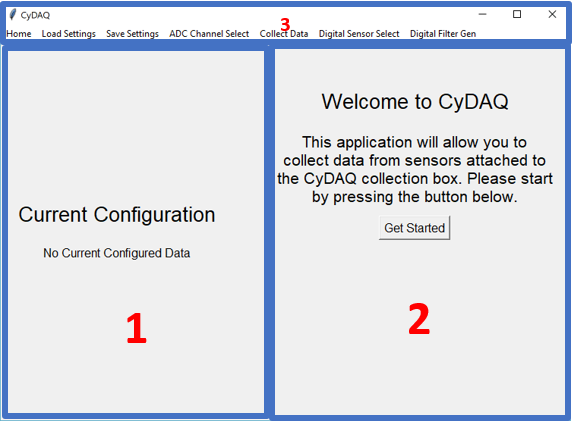 CyDAQ
3
Home Load Settings Save Settings ADC Channel Select Collect Data Digital Sensor Select Digital Filter Gen
Current Configuration
No Current Configured Data
1
Welcome to CyDAQ
This application will allow you to
collect data from sensors attached to
the CyDAQ collection box. Please start
by pressing the button below.
Get Started
2